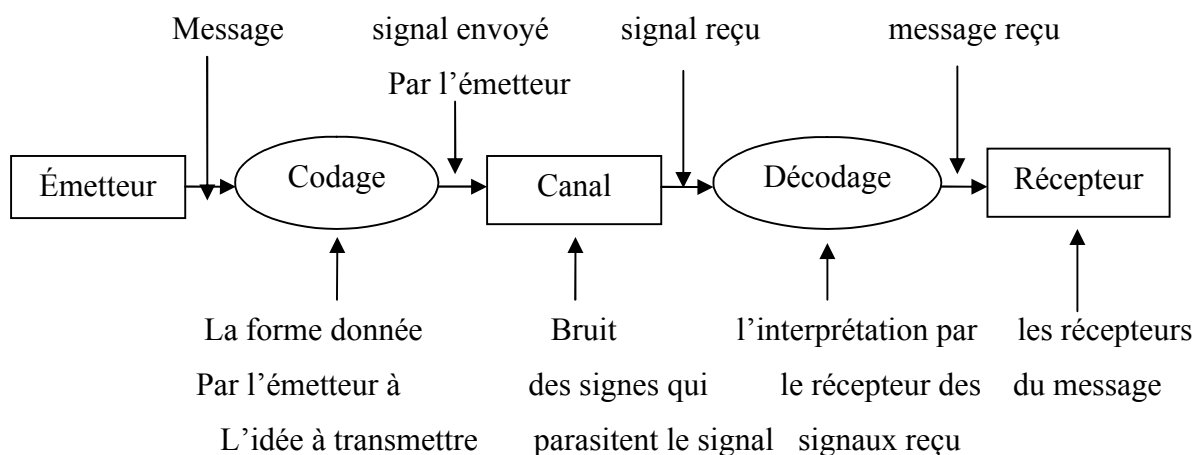 Message signal envoyé signal reçu message reçu
Par l’émetteur
Émetteur Codage Canal Décodage Récepteur
La forme donnée Bruit l’interprétation par les récepteurs
Par l’émetteur à des signes qui le récepteur des du message
L’idée à transmettre parasitent le signal signaux reçu